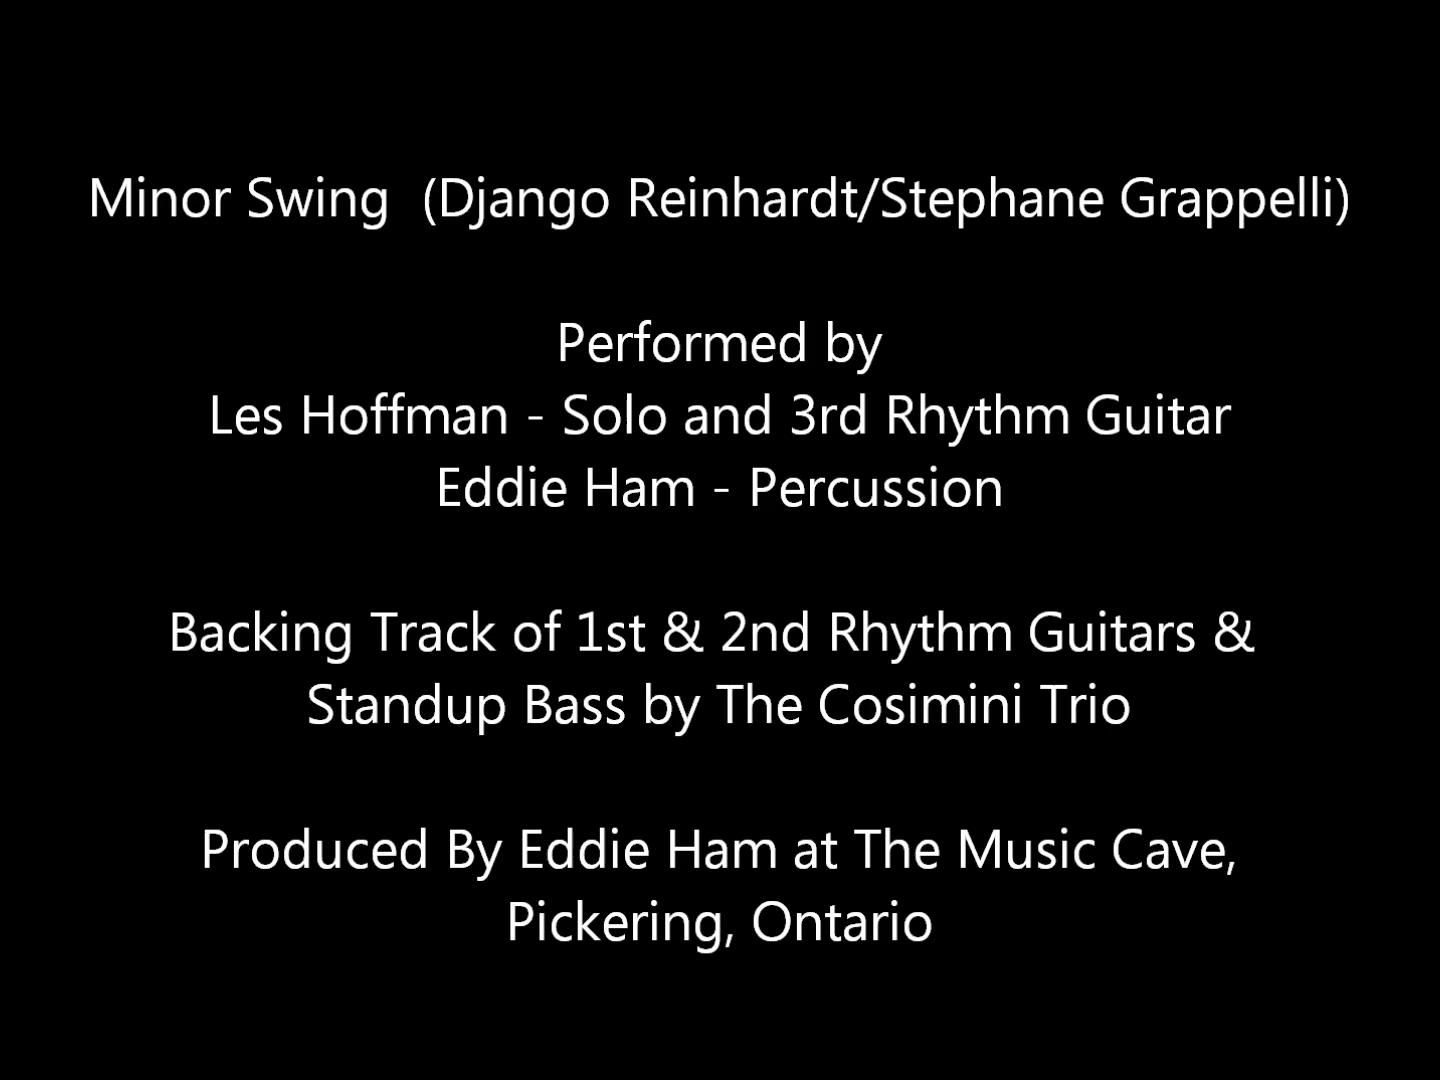 Minor Swing  (Django Reinhardt/Stephane Grappelli)
Performed by
Les Hoffman - Solo and 3rd Rhythm Guitar
Eddie Ham - Percussion
Backing Track of 1st & 2nd Rhythm Guitars &
Standup Bass by The Cosimini Trio
Produced By Eddie Ham at The Music Cave,
Pickering, Ontario